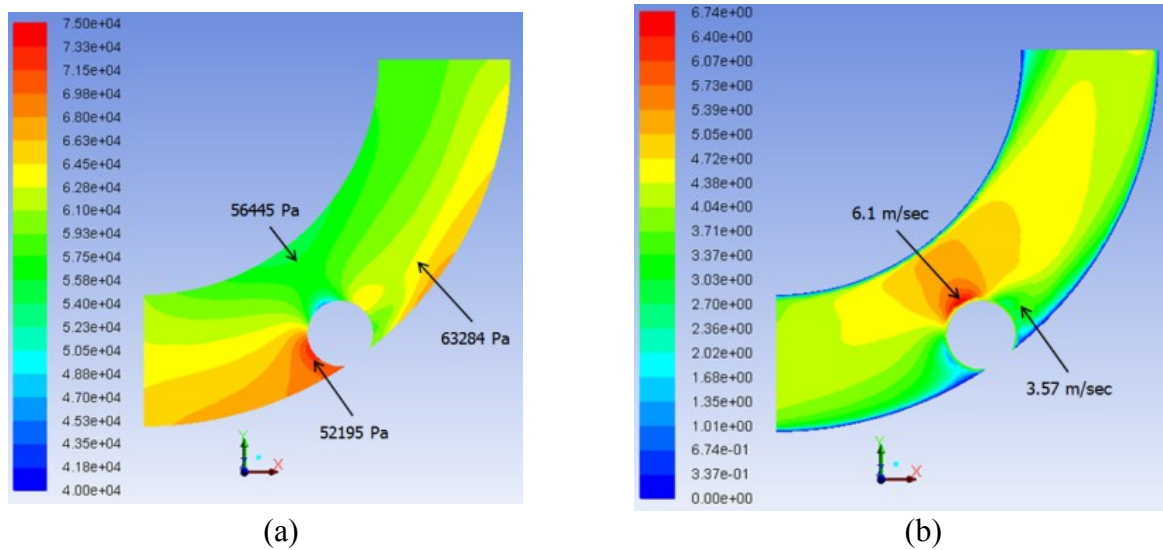 7.50e+04
7.33e+04
7.15e+04
6.98e+04
6.80e+04
6.63e+04
6.45e+04
6.28e+04
6.10e+04
5.93e+04
5.75e+04
5.58e+04
5.40e+04
5.23e+04
5.05e+04
4.88e+04
4.70e+04
4.53e+04
4.35e+04
4.18e+04
4.00e+04
56445 Pa
63284 Pa
52195 Pa
Y
Z
X
(a)
6.74e+00
6.40e+00
6.07e+00
5.73e+00
5.39e+00
5.05e+00
4.72e+00
4.38e+00
4.04e+00
3.71e+00
3.37e+00
3.03e+00
2.70e+00
2.36e+00
2.02e+00
1.68e+00
1.35e+00
1.01e+00
6.74e-01
3.37e-01
0.00e+00
6.1 m/sec
3.57 m/sec
Y
Z
X
(b)